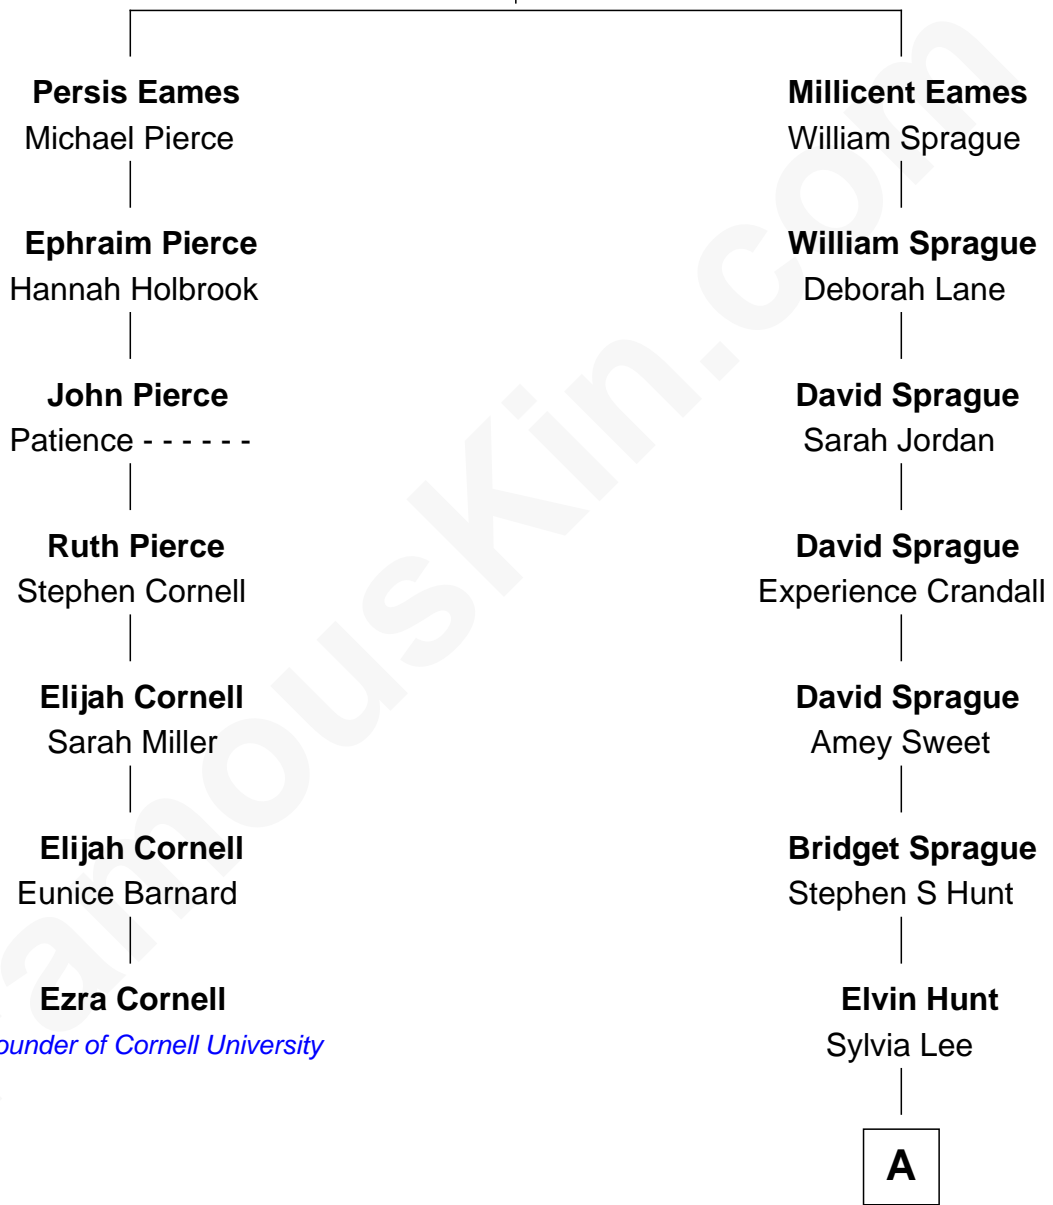 Persis Eames
Michael Pierce
Ephraim Pierce
Hannah Holbrook
John Pierce
Patience - - - - - -
Ruth Pierce
Stephen Cornell
Elijah Cornell
Sarah Miller
Elijah Cornell
Eunice Barnard
Ezra Cornell
ounder of Cornell University
Millicent Eames
William Sprague
William Sprague
Deborah Lane
David Sprague
Sarah Jordan
David Sprague
Experience Crandall
David Sprague
Amey Sweet
Bridget Sprague
Stephen S Hunt
Elvin Hunt
Sylvia Lee
A
amouskin.com